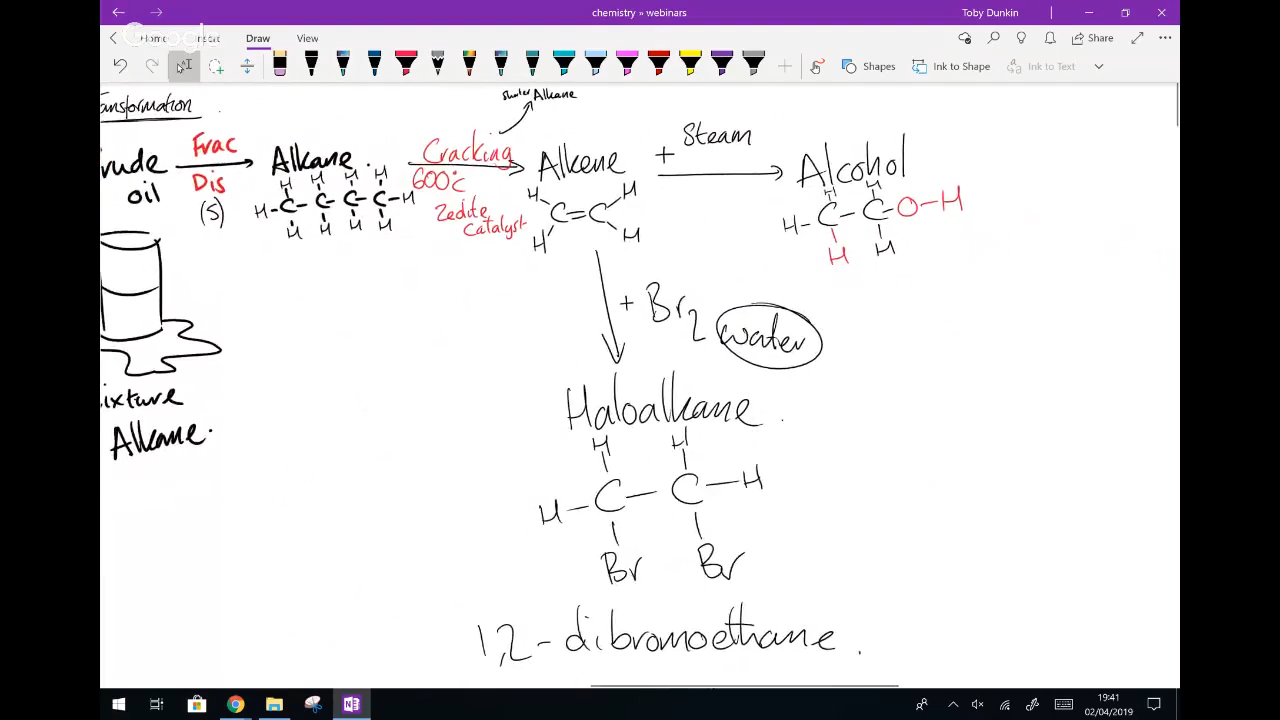 chemistry » webinars
Toby Dunkin
Google
Home
Insert
Draw
View
Share
Shapes
Ink to Shape
Ink to Text
ansformation
shorter Alkane
rude
oil
Frac
Dis
(S)
Alkane.
Cracking
600°c
Zeolite
Catalyst
Alkene
+ Steam
Alcohol
H H H H
H-C-C-C-C-H
H H H H
H H
C=C
H H
H H
H-C-C-O-H
H H
+ Br2 water
ixture
Alkane.
Haloalkane.
H H
H-C-C-H
Br Br
1,2-dibromoethane.
19:41
02/04/2019